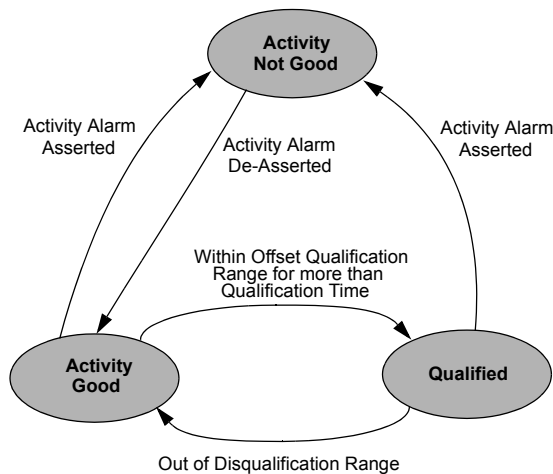 Activity
Not Good
Activity Alarm
Asserted
Activity Alarm
De-Asserted
Activity Alarm
Asserted
Within Offset Qualification
Range for more than
Qualification Time
Activity
Good
Qualified
Out of Disqualification Range